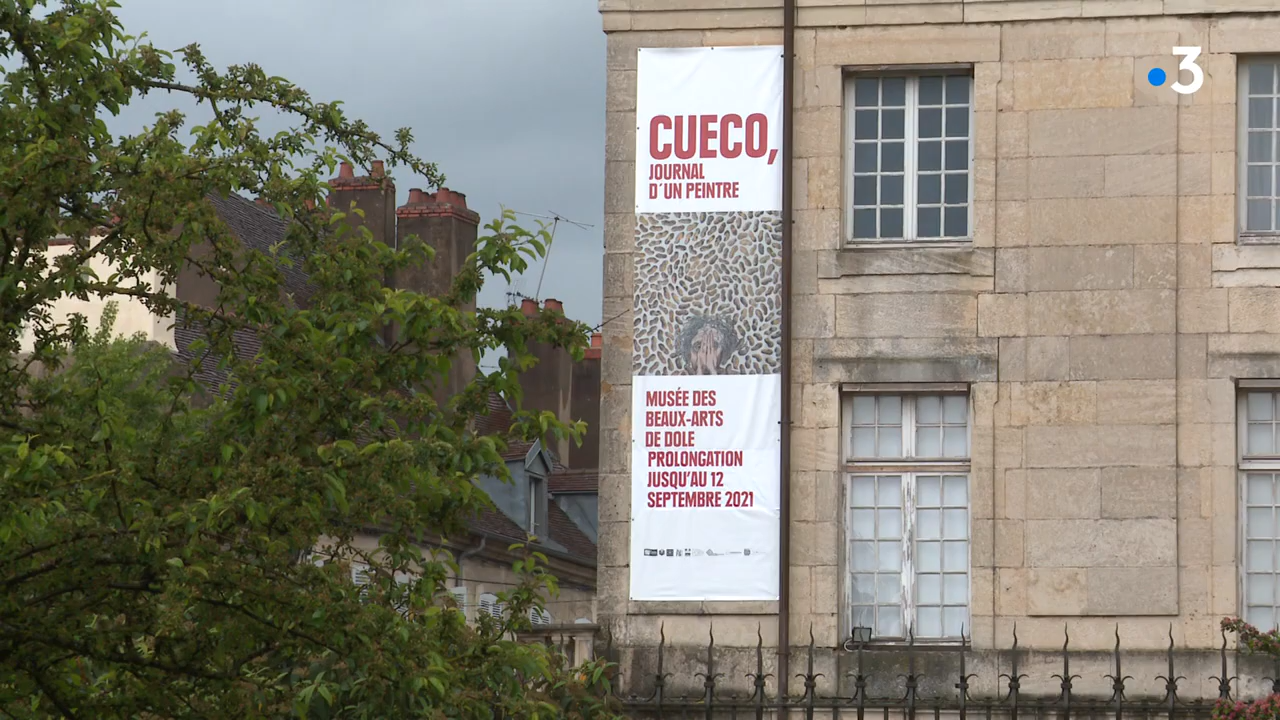 3
CUECO,
JOURNAL
D'UN PEINTRE
MUSÉE DES
BEAUX-ARTS
DE DOLE
PROLONGATION
JUSQU'AU 12
SEPTEMBRE 2021